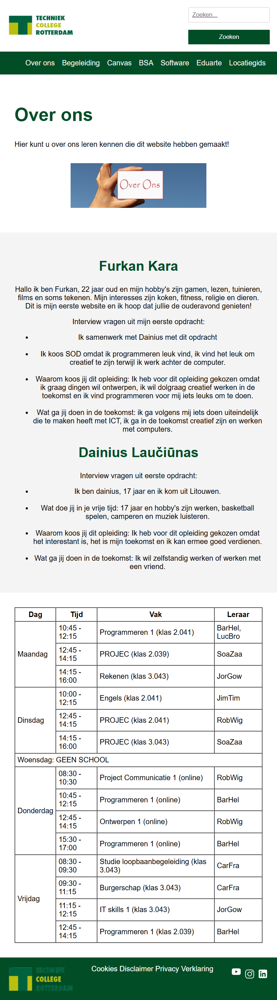 TECHNIEK
COLLEGE
ROTTERDAM
Zoeken...
Zoeken
Over ons Begeleiding Canvas BSA Software Eduarte Locatiegids
Over ons
Hier kunt u over ons leren kennen die dit website hebben gemaakt!
Over Ons
Furkan Kara
Hallo ik ben Furkan, 22 jaar oud en mijn hobby's zijn gamen, lezen, tuinieren,
films en soms tekenen. Mijn interesses zijn koken, fitness, religie en dieren.
Dit is mijn eerste website en ik hoop dat jullie de ouderavond genieten!
Interview vragen uit mijn eerste opdracht:
• Ik samenwerk met Dainius met dit opdracht
• Ik koos SOD omdat ik programmeren leuk vind, ik vind het leuk om
creatief te zijn terwijl ik werk achter de computer.
• Waarom koos jij dit opleiding: Ik heb voor dit opleiding gekozen omdat
ik graag dingen wil ontwerpen, ik wil dolgraag creatief werken in de
toekomst en ik vind programmeren voor mij iets leuks om te doen.
• Wat ga jij doen in de toekomst: ik ga volgens mij iets doen uiteindelijk
die te maken heeft met ICT, ik ga in de toekomst creatief zijn en werken
met computers.
Dainius Laučiūnas
Interview vragen uit eerste opdracht:
• Ik ben dainius, 17 jaar en ik kom uit Litouwen.
• Wat doe jij in je vrije tijd: 17 jaar en hobby's zijn werken, basketball
spelen, camperen en muziek luisteren.
• Waarom koos jij dit opleiding: Ik heb voor dit opleiding gekozen omdat
het interestant is, het is mijn toekomst en ik kan ermee goed verdienen.
• Wat ga jij doen in de toekomst: Ik wil zelfstandig werken of werken met
een vriend.
Dag Tijd Vak Leraar
Maandag 10:45 - 12:15 Programmeren 1 (klas 2.041) BarHel, LucBro
12:45 - 14:15 PROJEC (klas 2.039) SoaZaa
14:15 - 16:00 Rekenen (klas 3.043) JorGow
Dinsdag 10:00 - 12:15 Engels (klas 2.041) JimTim
12:45 - 14:15 PROJEC (klas 2.041) RobWig
14:15 - 16:00 PROJEC (klas 3.043) SoaZaa
Woensdag: GEEN SCHOOL
Donderdag 08:30 - 10:30 Project Communicatie 1 (online) RobWig
10:45 - 12:15 Programmeren 1 (online) BarHel
12:45 - 14:15 Ontwerpen 1 (online) RobWig
15:30 - 17:00 Programmeren 1 (online) BarHel
Vrijdag 08:30 - 09:30 Studie loopbaanbegeleiding (klas 3.043) CarFra
09:30 - 11:15 Burgerschap (klas 3.043) CarFra
11:15 - 12:15 IT skills 1 (klas 3.043) JorGow
12:45 - 14:15 Programmeren 1 (klas 2.039) BarHel
TECHNIEK
COLLEGE
ROTTERDAM
Cookies Disclaimer Privacy Verklaring
in